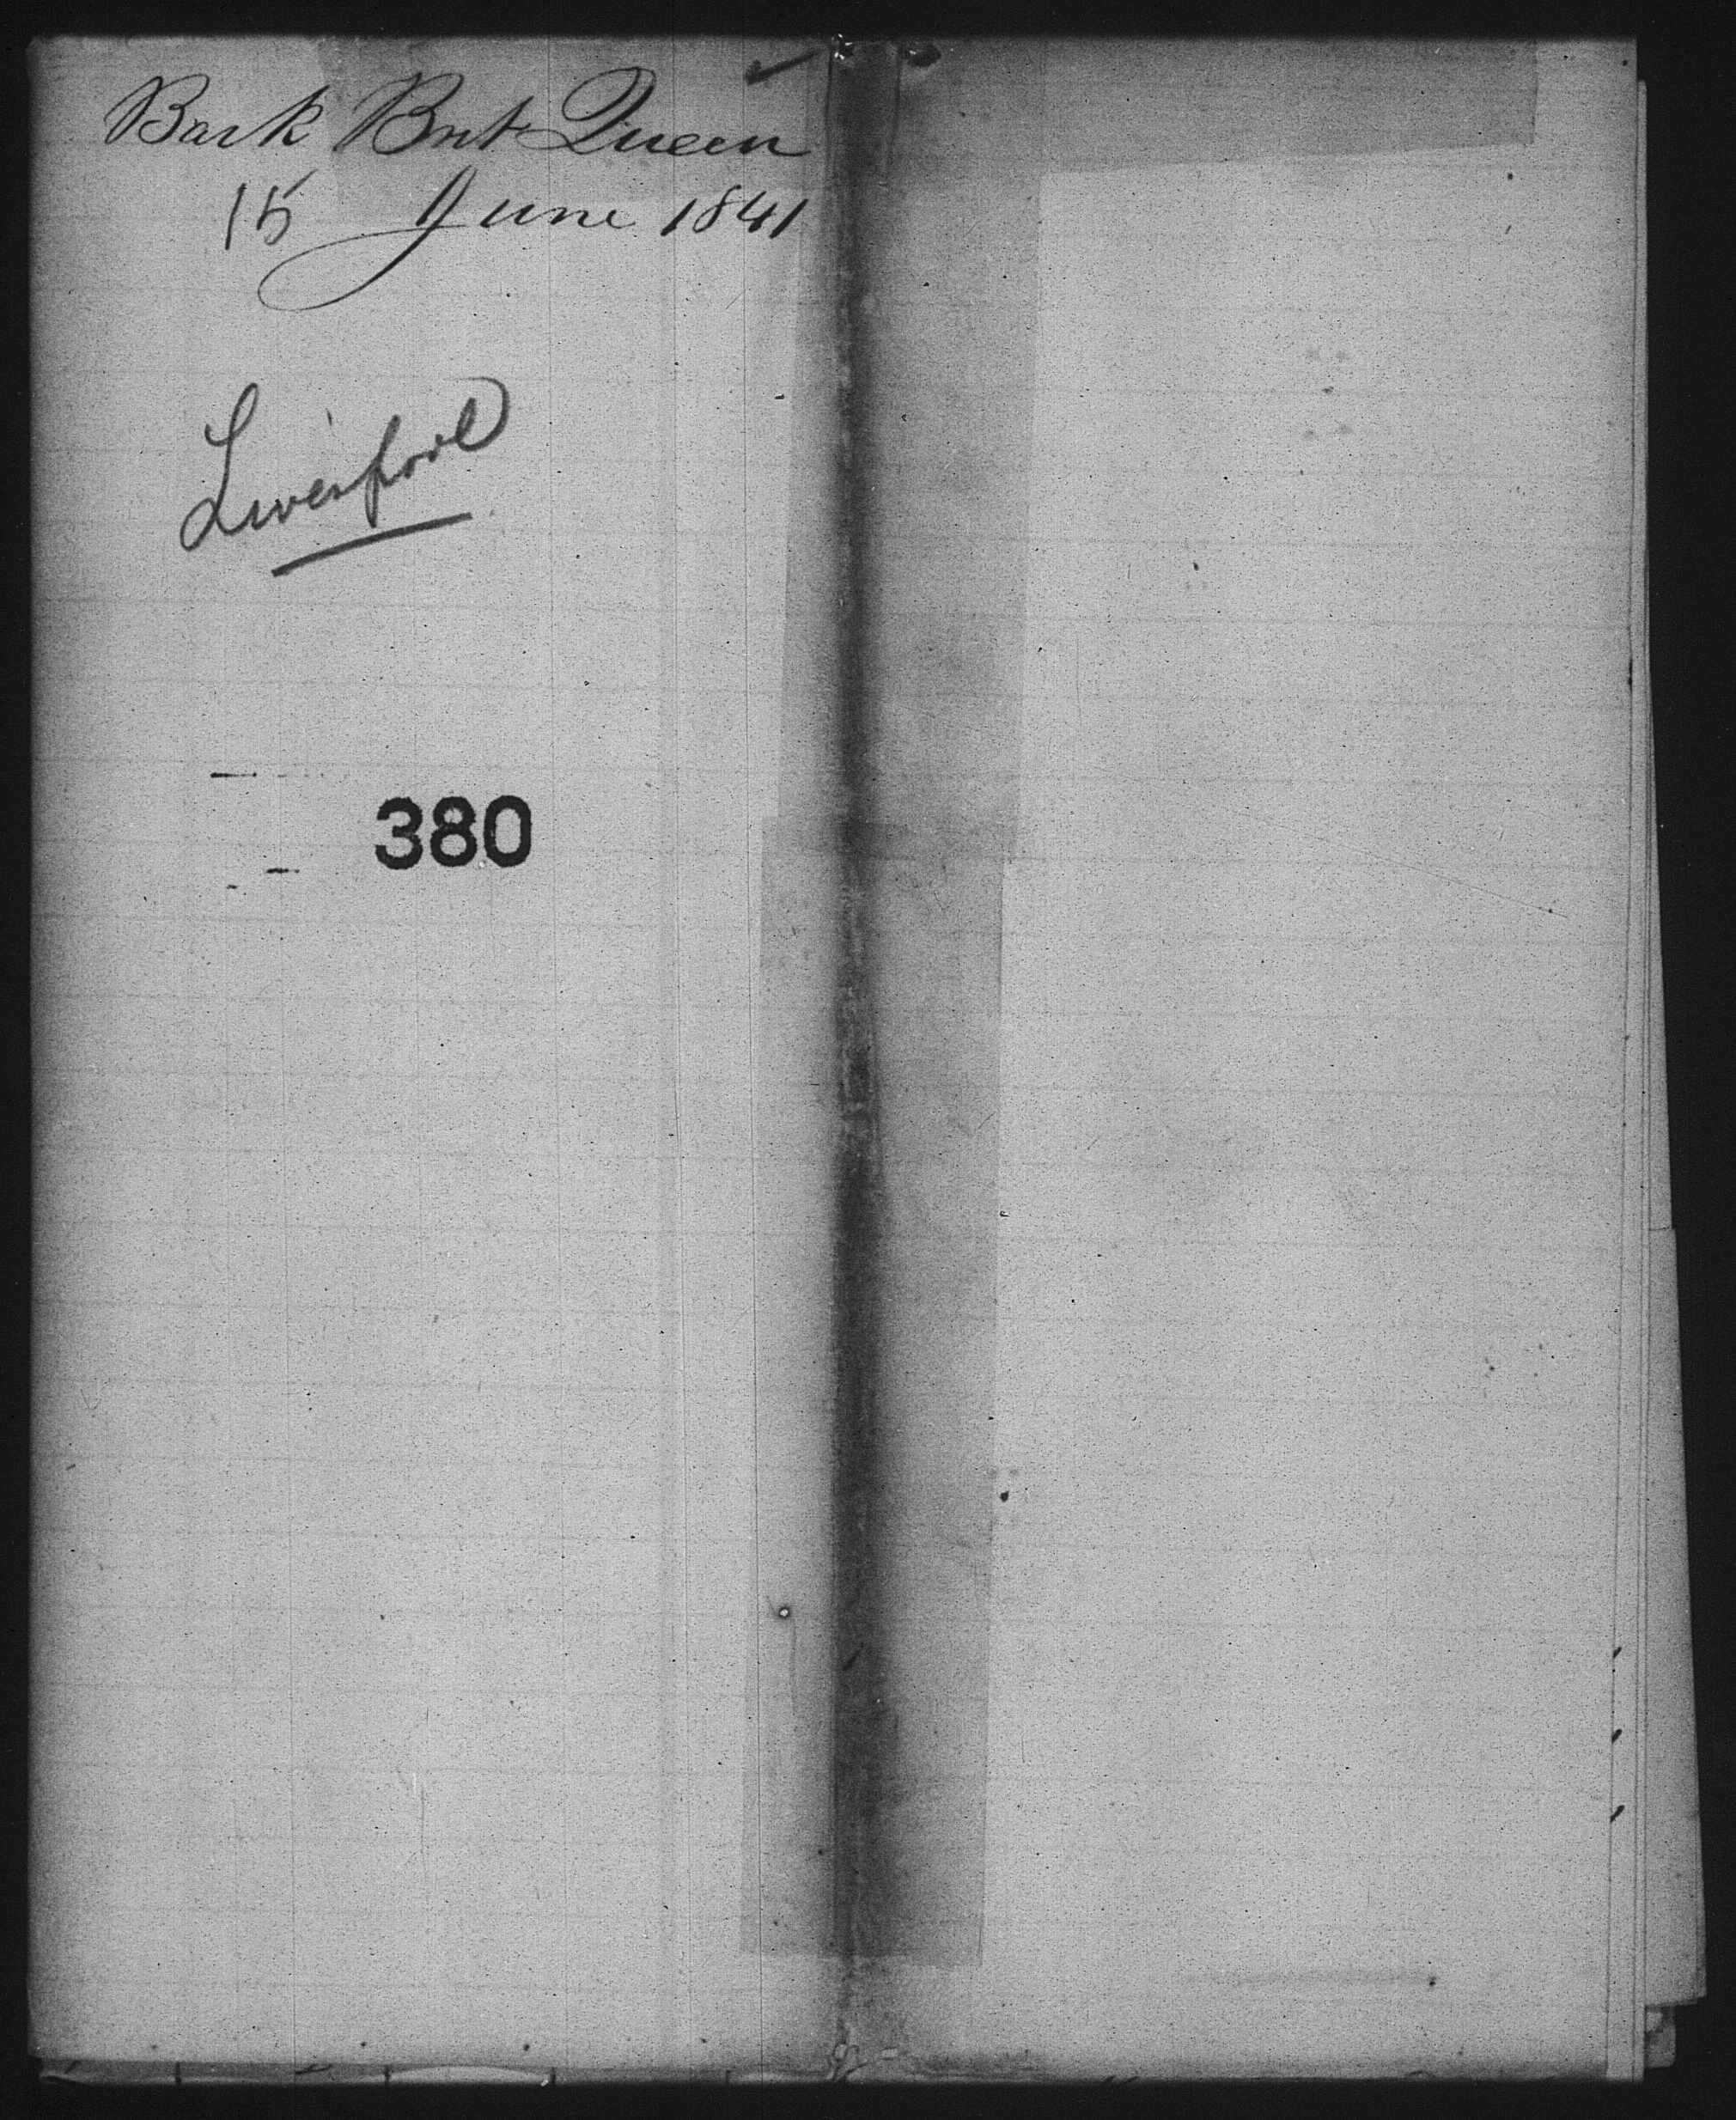 Bark Brit Queen
15 June 1841
Liverpool
380